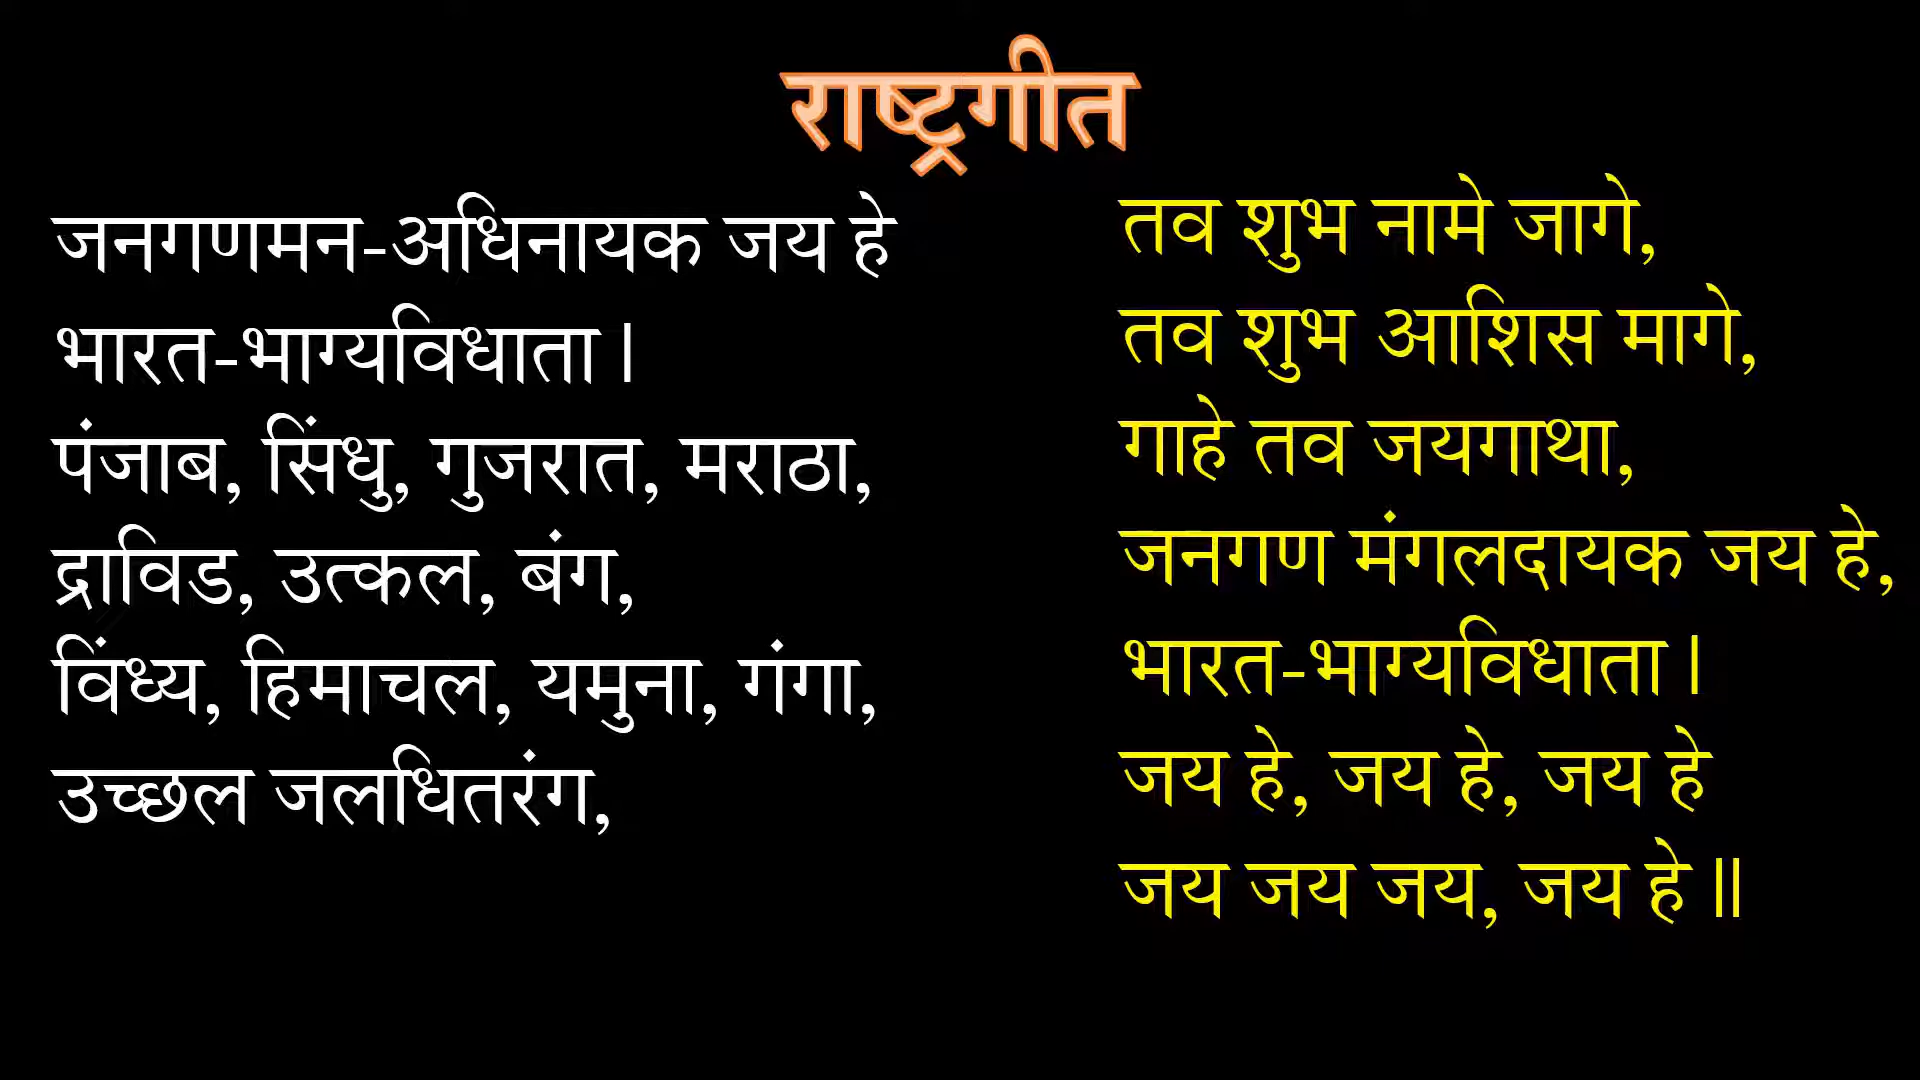 राष्ट्रगीत
जनगणमन-अधिनायक जय हे
भारत-भाग्यविधाता।
पंजाब, सिंधु, गुजरात, मराठा,
द्राविड, उत्कल, बंग,
विंध्य, हिमाचल, यमुना, गंगा,
उच्छल जलधितरंग,
तव शुभ नामे जागे,
तव शुभ आशिस मागे,
गाहे तव जयगाथा,
जनगण मंगलदायक जय हे,
भारत-भाग्यविधाता।
जय हे, जय हे, जय हे
जय जय जय, जय हे॥